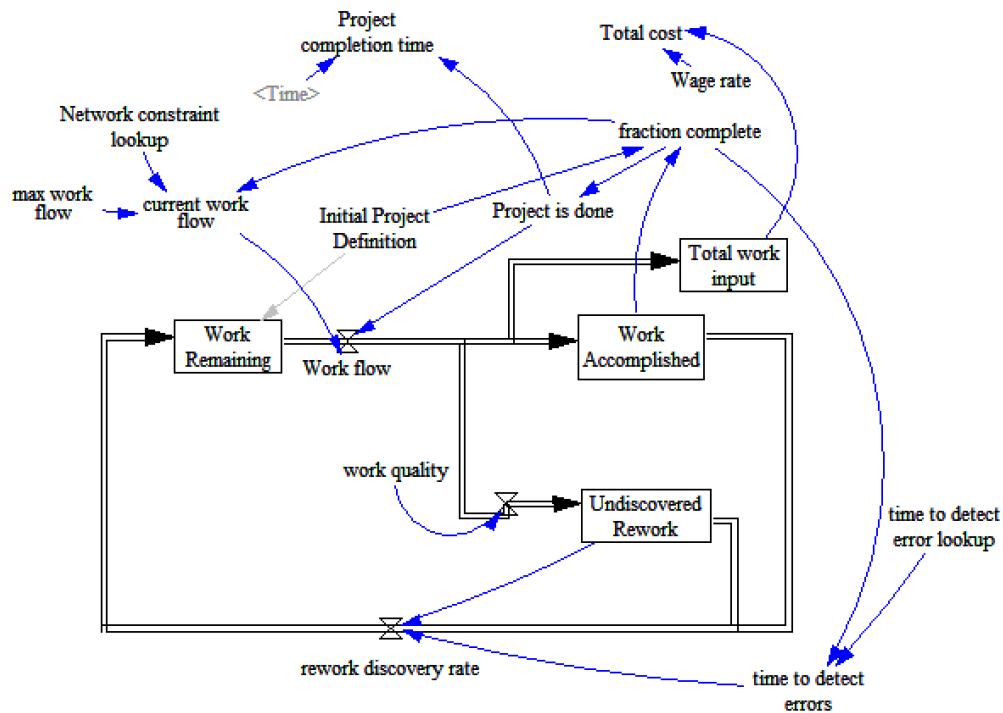 Project
completion time
Total cost
<Time>
Wage rate
Network constraint
lookup
fraction complete
max work
flow
current work
flow
Initial Project
Definition
Project is done
Total work
input
Work
Remaining
Work flow
Work
Accomplished
work quality
Undiscovered
Rework
time to detect
error lookup
rework discovery rate
time to detect
errors